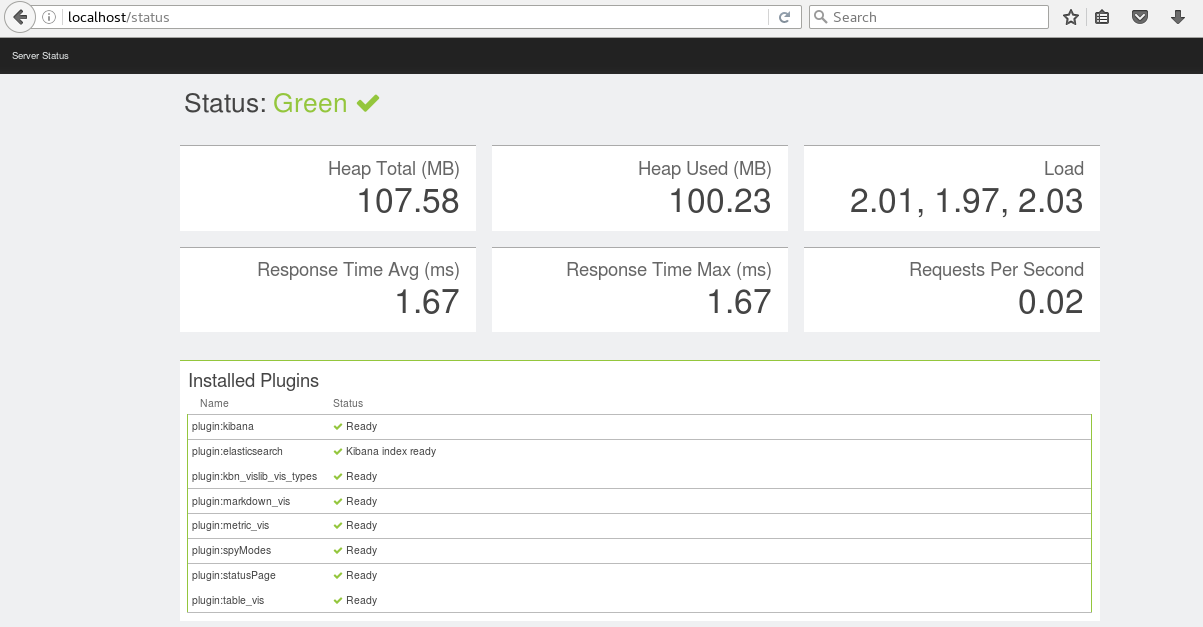 localhost/status
Search
Server Status
Status: Green
Heap Total (MB)
107.58
Heap Used (MB)
100.23
Load
2.01, 1.97, 2.03
Response Time Avg (ms)
1.67
Response Time Max (ms)
1.67
Requests Per Second
0.02
Installed Plugins
Name Status
plugin:kibana Ready
plugin:elasticsearch Kibana index ready
plugin:kbn_vislib_vis_types Ready
plugin:markdown_vis Ready
plugin:metric_vis Ready
plugin:spyModes Ready
plugin:statusPage Ready
plugin:table_vis Ready